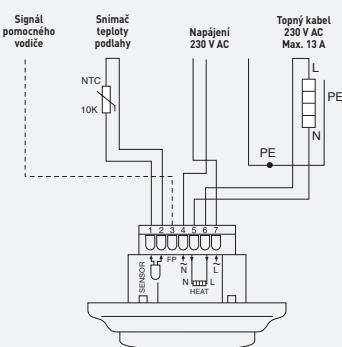 Signál
pomocného
vodiče
Snímač
teploty
podlahy
Napájení
230 V AC
Topný kabel
230 V AC
Max. 13 A
NTC
10K
L
PE
N
PE
1 2 3 4 5 6 7
SENSOR
FP
N
L
N L
HEAT